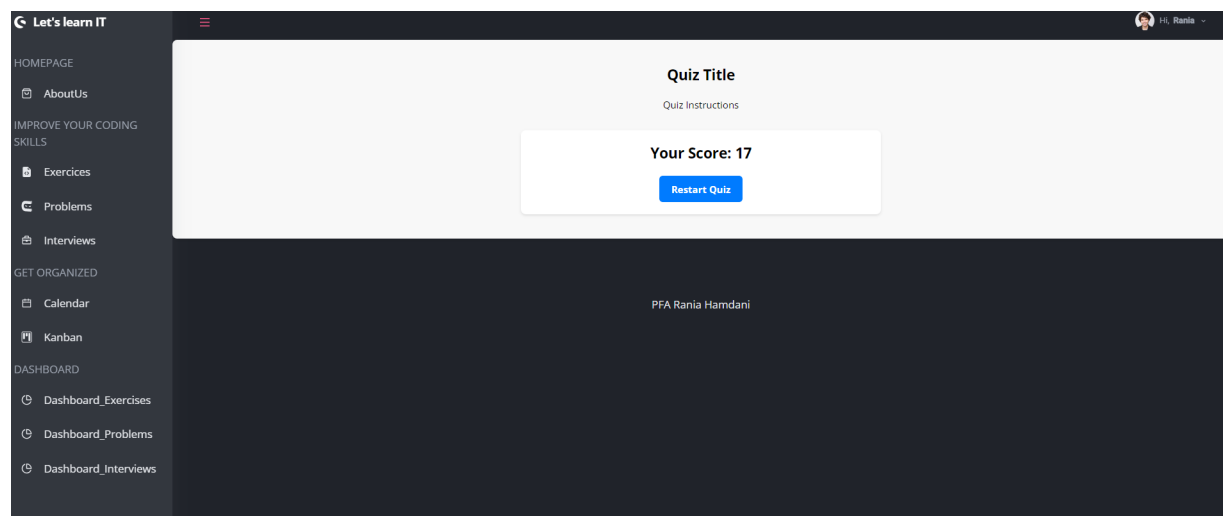 Let's learn IT
Hi, Rania
HOMEPAGE
AboutUs
IMPROVE YOUR CODING
SKILLS
Exercices
Problems
Interviews
GET ORGANIZED
Calendar
Kanban
DASHBOARD
Dashboard_Exercises
Dashboard_Problems
Dashboard_Interviews
Quiz Title
Quiz Instructions
Your Score: 17
Restart Quiz
PFA Rania Hamdani